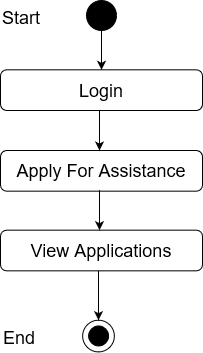 Start
Login
Apply For Assistance
View Applications
End